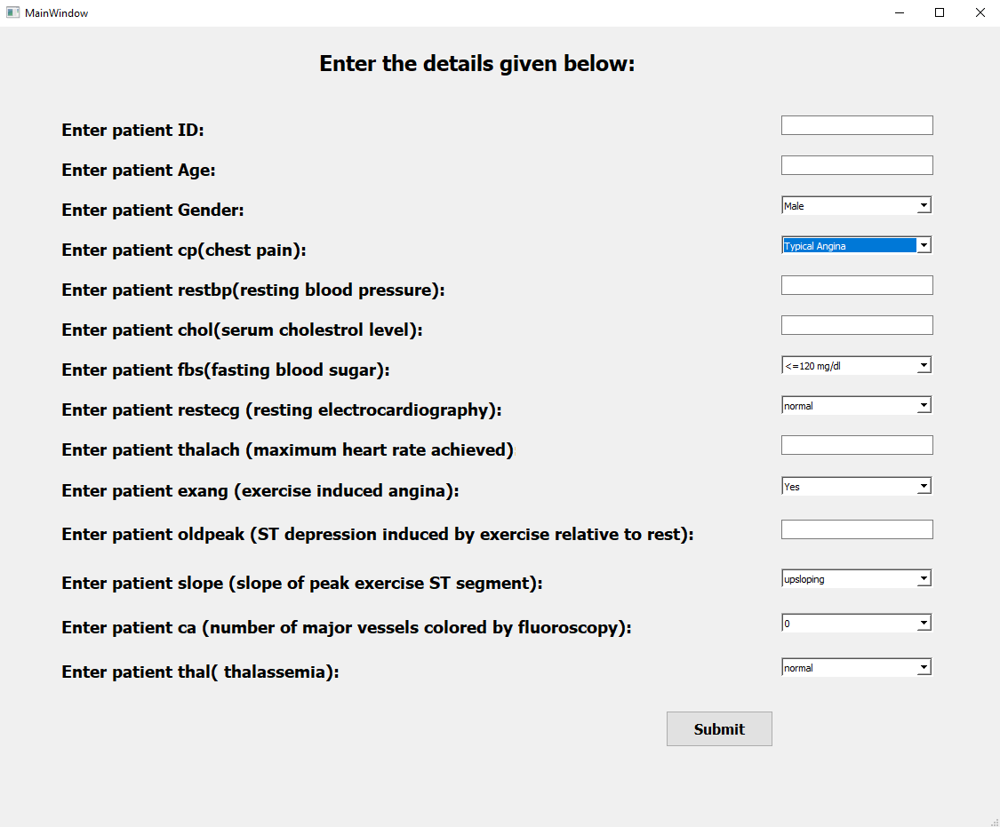 MainWindow
Enter the details given below:
Enter patient ID:
Enter patient Age:
Enter patient Gender: Male
Enter patient cp(chest pain): Typical Angina
Enter patient restbp(resting blood pressure):
Enter patient chol(serum cholestrol level):
Enter patient fbs(fasting blood sugar): <=120 mg/dl
Enter patient restecg (resting electrocardiography): normal
Enter patient thalach (maximum heart rate achieved)
Enter patient exang (exercise induced angina): Yes
Enter patient oldpeak (ST depression induced by exercise relative to rest):
Enter patient slope (slope of peak exercise ST segment): upsloping
Enter patient ca (number of major vessels colored by fluoroscopy): 0
Enter patient thal( thalassemia): normal
Submit